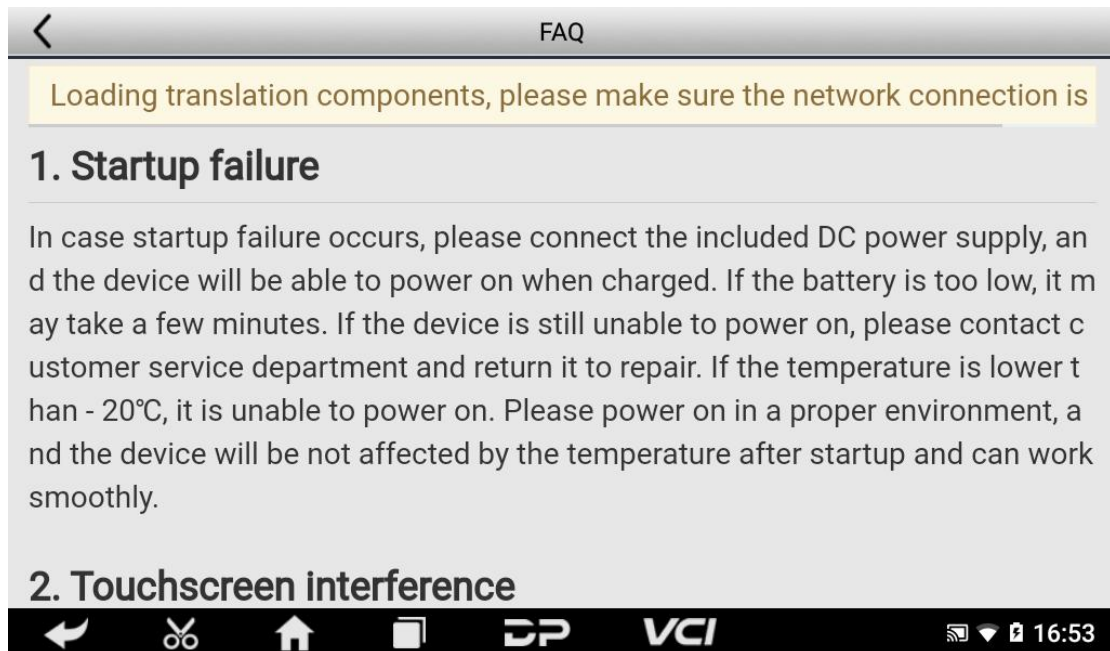 FAQ
Loading translation components, please make sure the network connection is
1. Startup failure
In case startup failure occurs, please connect the included DC power supply, an
d the device will be able to power on when charged. If the battery is too low, it m
ay take a few minutes. If the device is still unable to power on, please contact c
ustomer service department and return it to repair. If the temperature is lower t
han - 20℃, it is unable to power on. Please power on in a proper environment, a
nd the device will be not affected by the temperature after startup and can work
smoothly.
2. Touchscreen interference
DP VCI 16:53